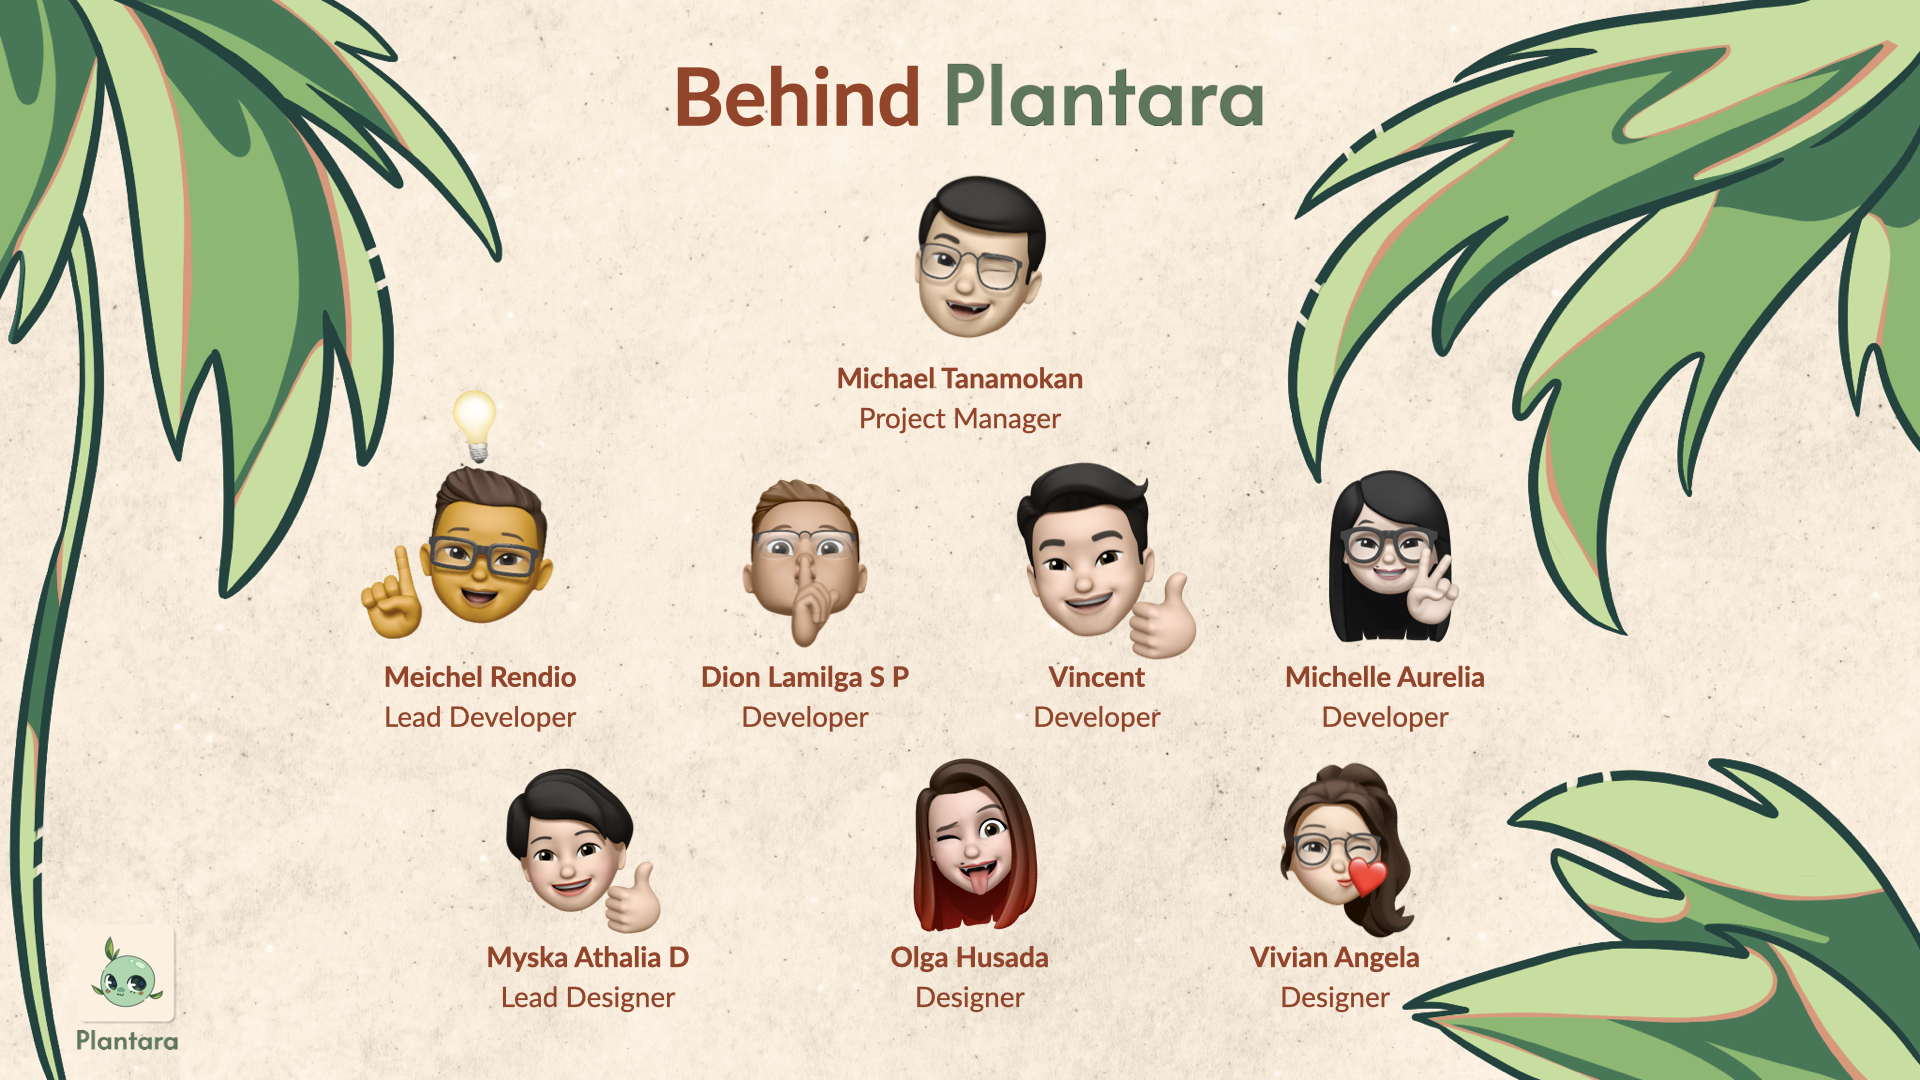 Behind Plantara
Michael Tanamokan
Project Manager
Meichel Rendio
Lead Developer
Dion Lamilga S P
Developer
Vincent
Developer
Michelle Aurelia
Developer
Myska Athalia D
Lead Designer
Olga Husada
Designer
Vivian Angela
Designer
Plantara